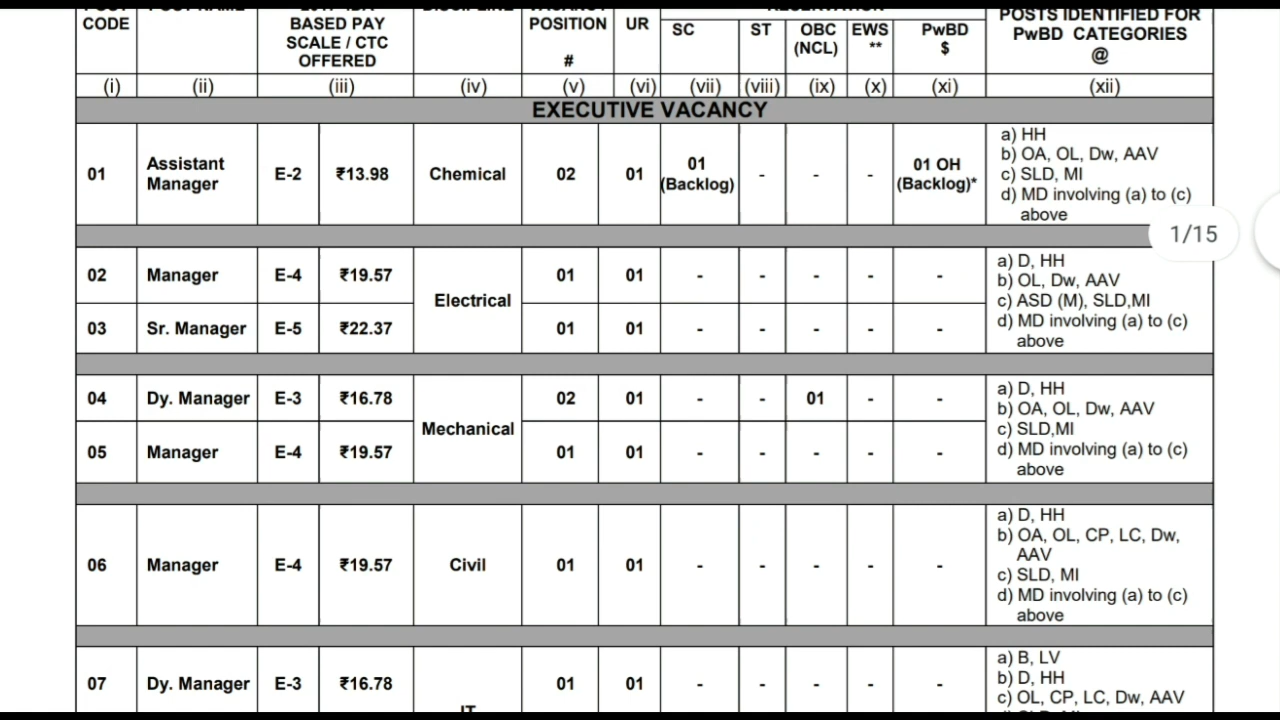 CODE POST NAME BASED PAY SCALE / CTC OFFERED DISCIPLINE POSITION # UR SC ST OBC (NCL) EWS ** PwBD $ POSTS IDENTIFIED FOR PwBD CATEGORIES @
RESERVATION
(i) (ii) (iii) (iv) (v) (vi) (vii) (viii) (ix) (x) (xi) (xii)
EXECUTIVE VACANCY
01 Assistant Manager E-2 ₹13.98 Chemical 02 01 01 (Backlog) - - - 01 OH (Backlog)*
a) HH
b) OA, OL, Dw, AAV
c) SLD, MI
d) MD involving (a) to (c)
above
1/15
02 Manager E-4 ₹19.57 Electrical 01 01 - - - - -
03 Sr. Manager E-5 ₹22.37 01 01 - - - - -
a) D, HH
b) OL, Dw, AAV
c) ASD (M), SLD,MI
d) MD involving (a) to (c)
above
04 Dy. Manager E-3 ₹16.78 Mechanical 02 01 - - 01 - -
05 Manager E-4 ₹19.57 01 01 - - - - -
a) D, HH
b) OA, OL, Dw, AAV
c) SLD,MI
d) MD involving (a) to (c)
above
06 Manager E-4 ₹19.57 Civil 01 01 - - - - -
a) D, HH
b) OA, OL, CP, LC, Dw,
AAV
c) SLD, MI
d) MD involving (a) to (c)
above
07 Dy. Manager E-3 ₹16.78 IT 01 01 - - - - -
a) B, LV
b) D, HH
c) OL, CP, LC, Dw, AAV